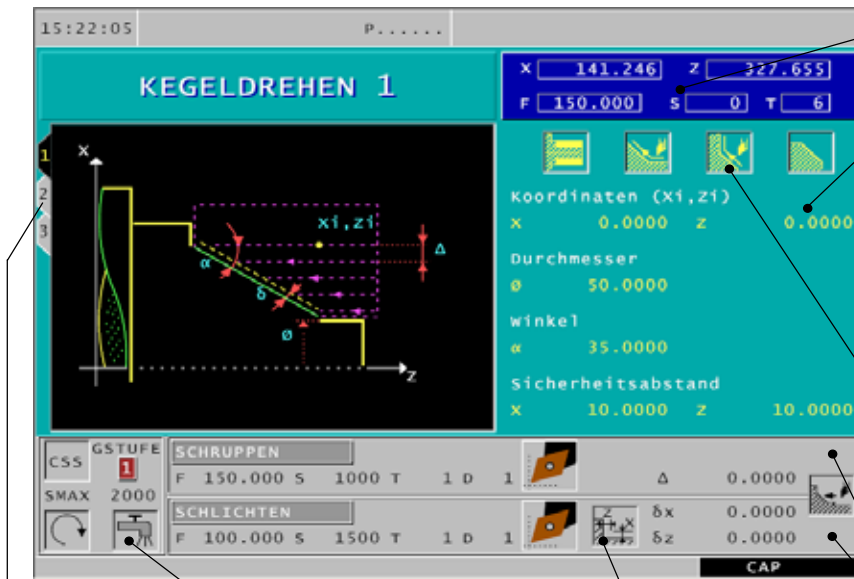 15:22:05 P......
KEGELDREHEN 1
X 141.246 Z 327.655
F 150.000 S 0 T 6
1
2
3
X
xi,zi
Δ
α
δ
ø
Z
Koordinaten (Xi,Zi)
X 0.0000 Z 0.0000
Durchmesser
ø 50.0000
Winkel
α 35.0000
Sicherheitsabstand
X 10.0000 Z 10.0000
CSS GSTUFE
1
SMAX 2000
SCHRUPPEN
F 150.000 S 1000 T 1 D 1 Δ 0.0000
SCHLICHTEN
F 100.000 S 1500 T 1 D 1
Z X
δx 0.0000
δz 0.0000
CAP